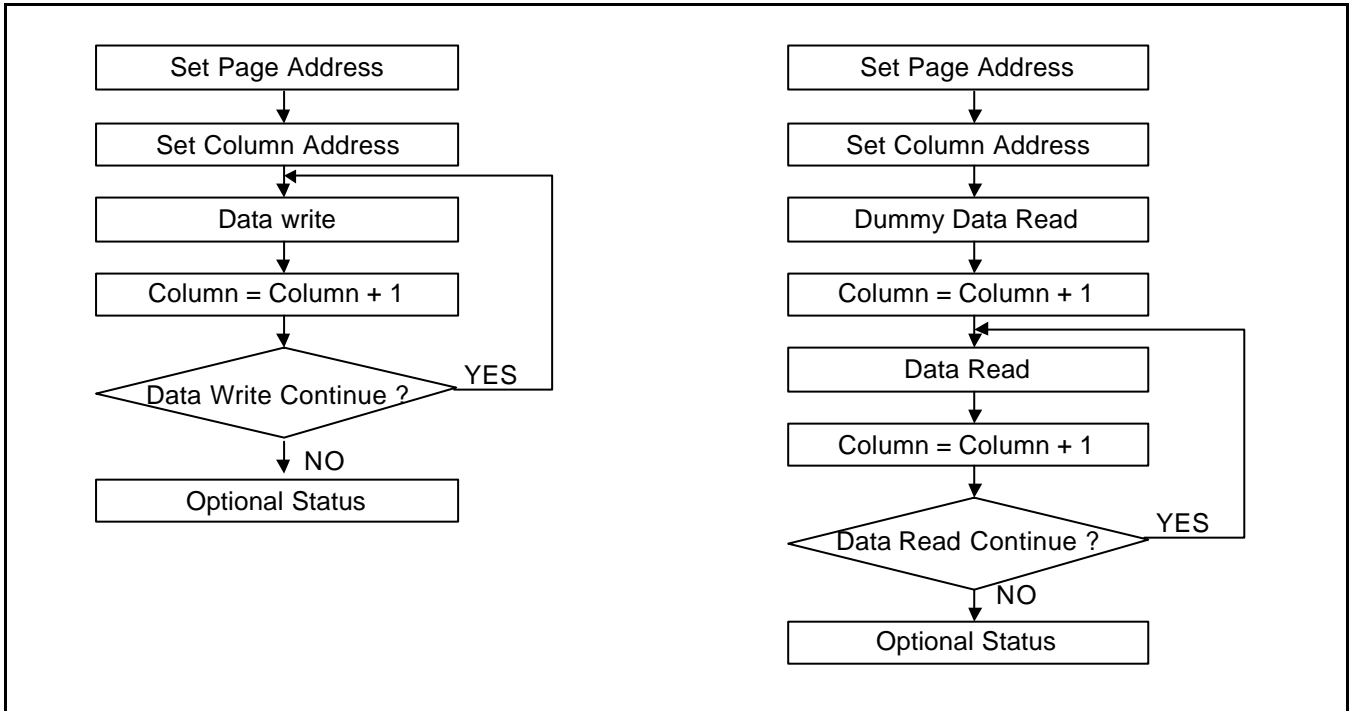 Set Page Address
Set Column Address
Data write
Column = Column + 1
Data Write Continue ?
YES
NO
Optional Status
Set Page Address
Set Column Address
Dummy Data Read
Column = Column + 1
Data Read
Column = Column + 1
Data Read Continue ?
YES
NO
Optional Status